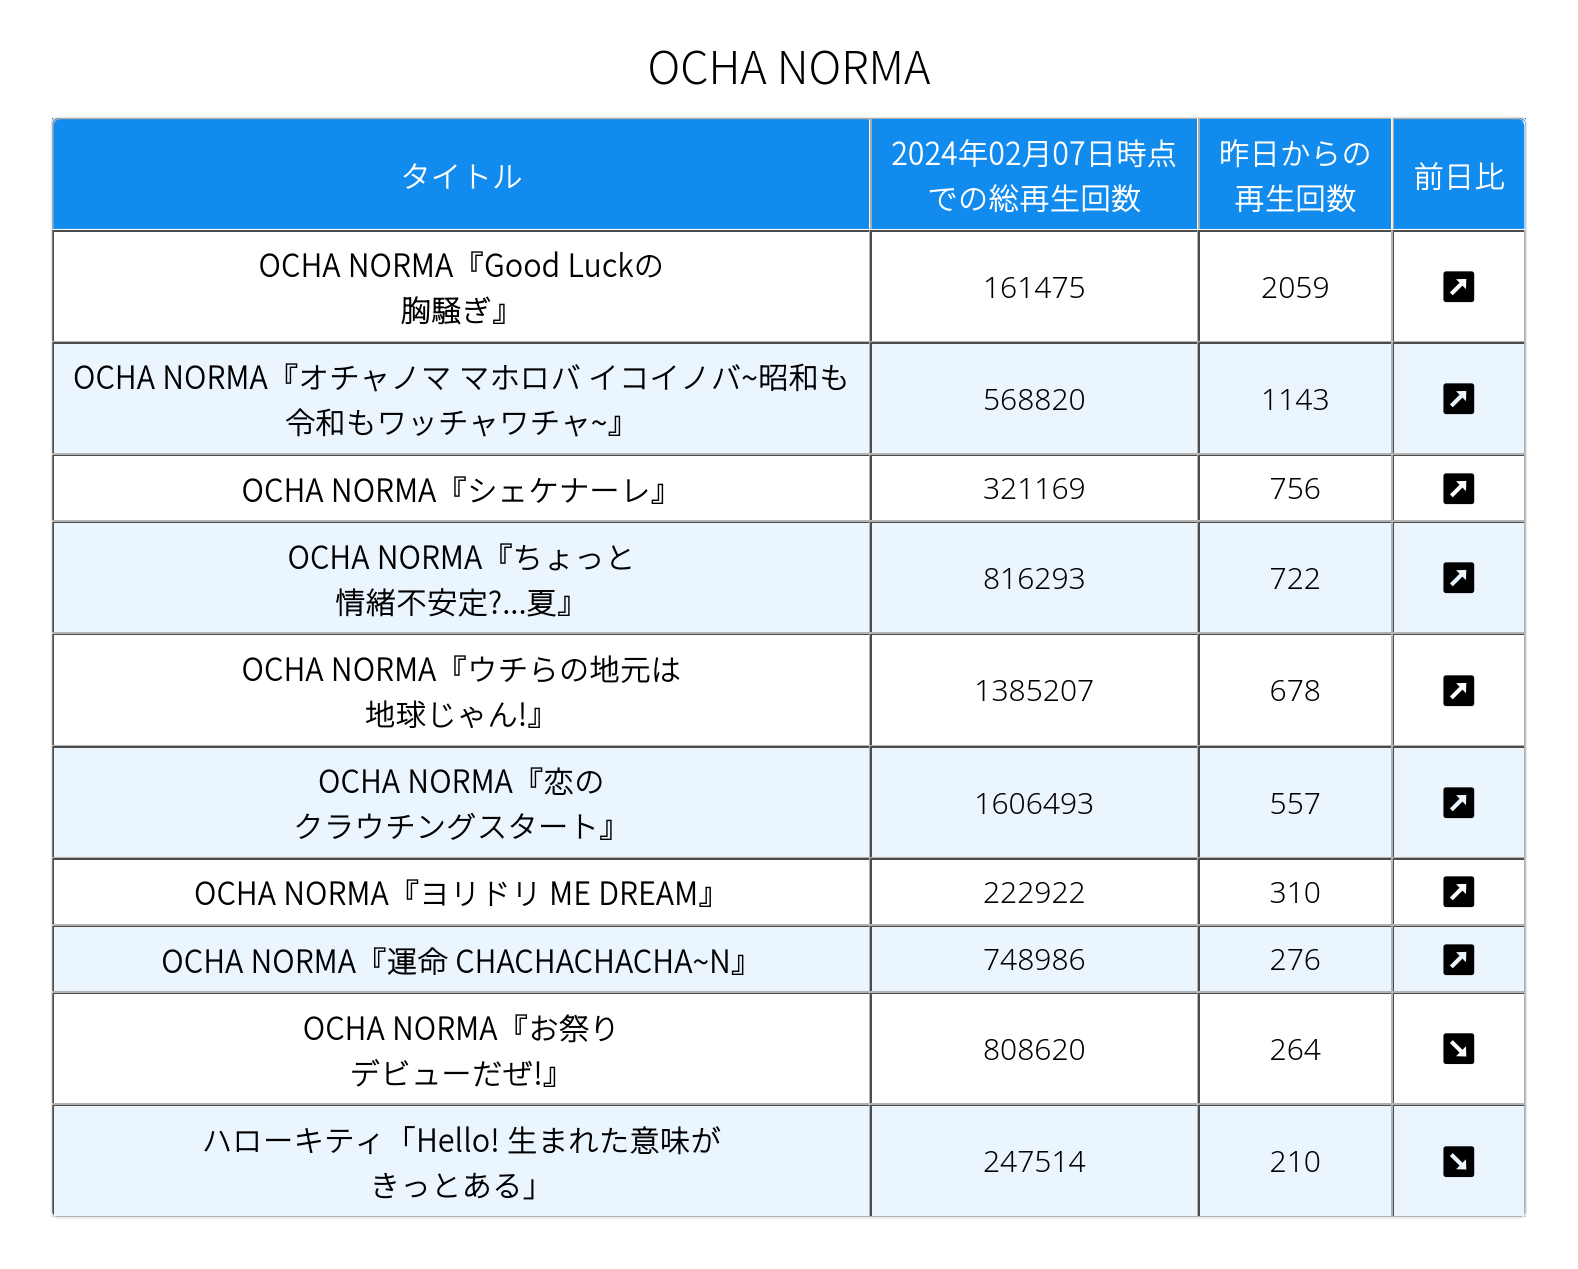 OCHA NORMA
タイトル
2024年02月07日時点
での総再生回数
昨日からの
再生回数
前日比
OCHA NORMA『Good Luckの
胸騒ぎ』
161475
2059
OCHA NORMA『オチャノマ マホロバ イコイノバ~昭和も
令和もワッチャワチャ~』
568820
1143
OCHA NORMA『シェケナーレ』
321169
756
OCHA NORMA『ちょっと
情緒不安定?...夏』
816293
722
OCHA NORMA『ウチらの地元は
地球じゃん!』
1385207
678
OCHA NORMA『恋の
クラウチングスタート』
1606493
557
OCHA NORMA『ヨリドリ ME DREAM』
222922
310
OCHA NORMA『運命 CHACHACHACHA~N』
748986
276
OCHA NORMA『お祭り
デビューだぜ!』
808620
264
ハローキティ「Hello! 生まれた意味が
きっとある」
247514
210